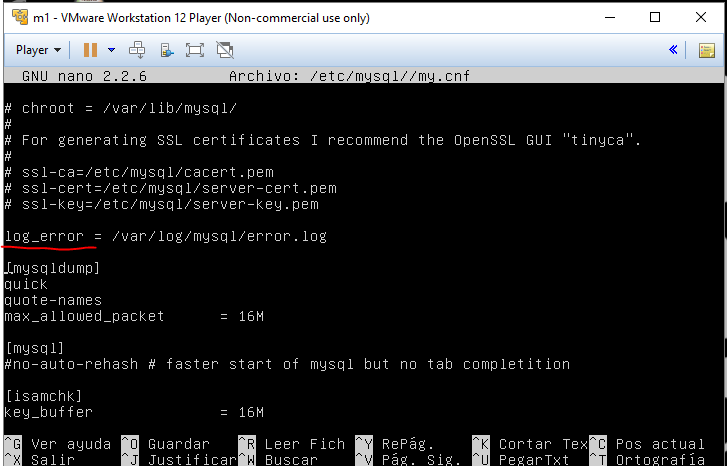 m1 - VMware Workstation 12 Player (Non-commercial use only)
Player
GNU nano 2.2.6 Archivo: /etc/mysql//my.cnf
# chroot = /var/lib/mysql/
#
# For generating SSL certificates I recommend the OpenSSL GUI "tinyca".
#
# ssl-ca=/etc/mysql/cacert.pem
# ssl-cert=/etc/mysql/server-cert.pem
# ssl-key=/etc/mysql/server-key.pem
log_error = /var/log/mysql/error.log
[mysqldump]
quick
quote-names
max_allowed_packet = 16M
[mysql]
#no-auto-rehash # faster start of mysql but no tab completition
[isamchk]
key_buffer = 16M
^G Ver ayuda ^O Guardar ^R Leer Fich ^Y RePág. ^K Cortar Tex ^C Pos actual
^X Salir ^J Justificar ^W Buscar ^V Pág. Sig. ^U PegarTxt ^T Ortografía